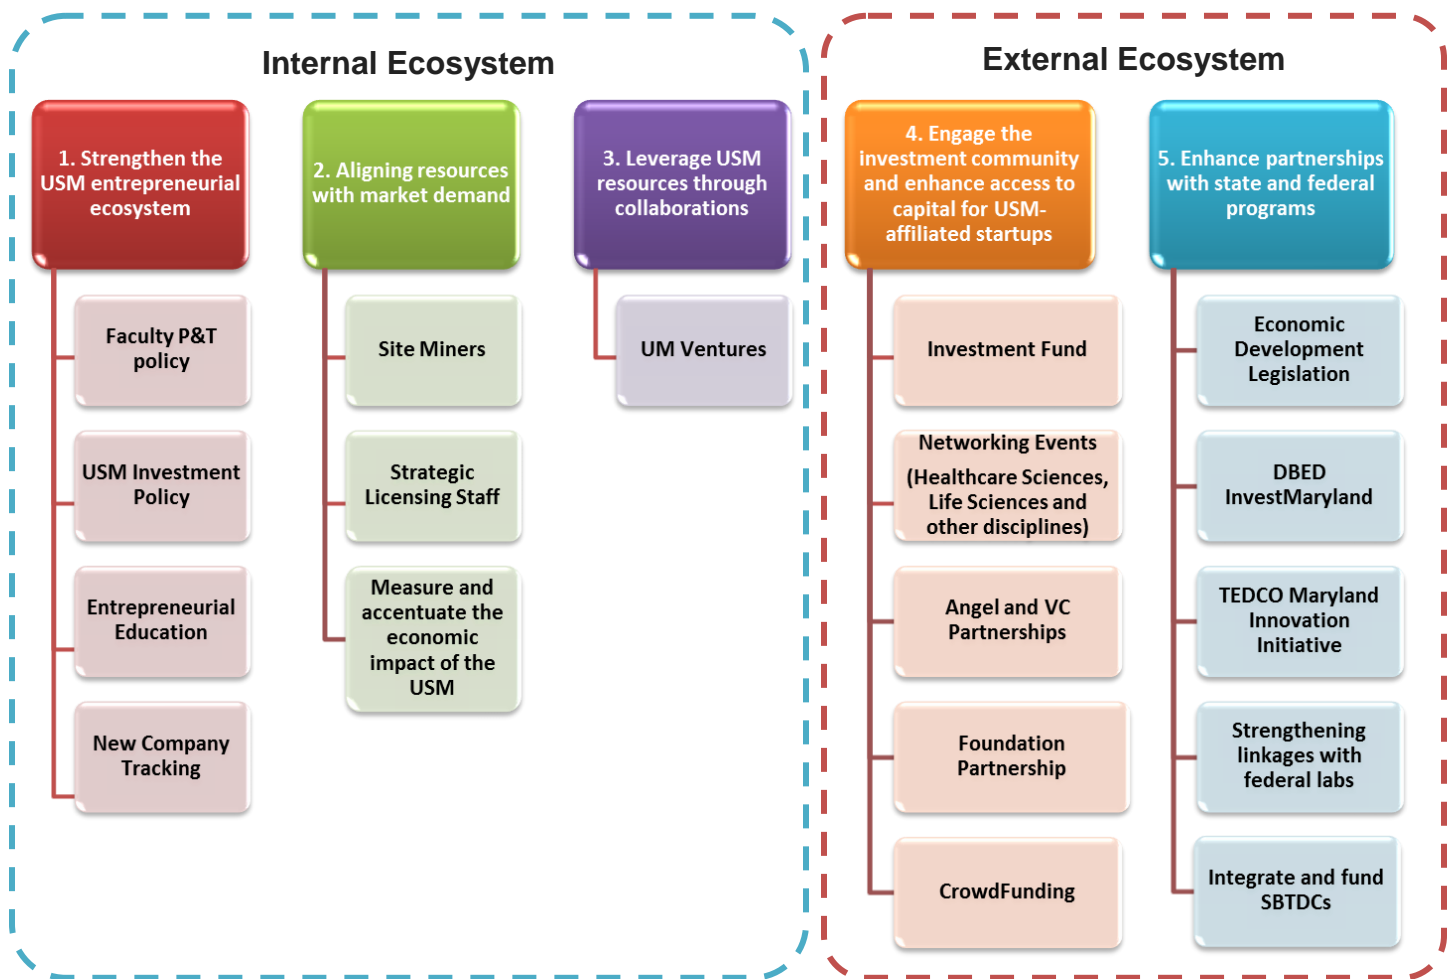 Internal Ecosystem
1. Strengthen the
USM entrepreneurial
ecosystem
Faculty P&T
policy
USM Investment
Policy
Entrepreneurial
Education
New Company
Tracking
2. Aligning resources
with market demand
Site Miners
Strategic
Licensing Staff
Measure and
accentuate the
economic
impact of the
USM
3. Leverage USM
resources through
collaborations
UM Ventures
External Ecosystem
4. Engage the
investment community
and enhance access to
capital for USM-
affiliated startups
Investment Fund
Networking Events
(Healthcare Sciences,
Life Sciences and
other disciplines)
Angel and VC
Partnerships
Foundation
Partnership
CrowdFunding
5. Enhance partnerships
with state and federal
programs
Economic
Development
Legislation
DBED
InvestMaryland
TEDCO Maryland
Innovation
Initiative
Strengthening
linkages with
federal labs
Integrate and fund
SBTDCs